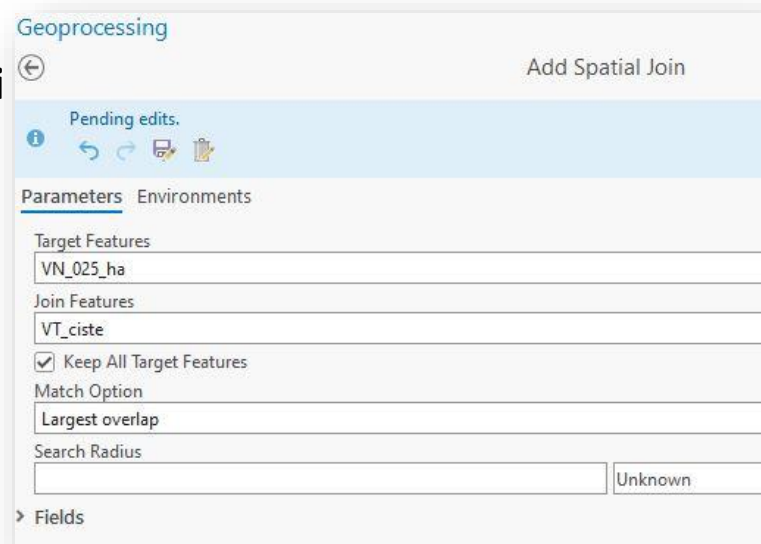 Geoprocessing
i
Add Spatial Join
Pending edits.
Parameters Environments
Target Features
VN_025_ha
Join Features
VT_ciste
Keep All Target Features
Match Option
Largest overlap
Search Radius
Unknown
Fields